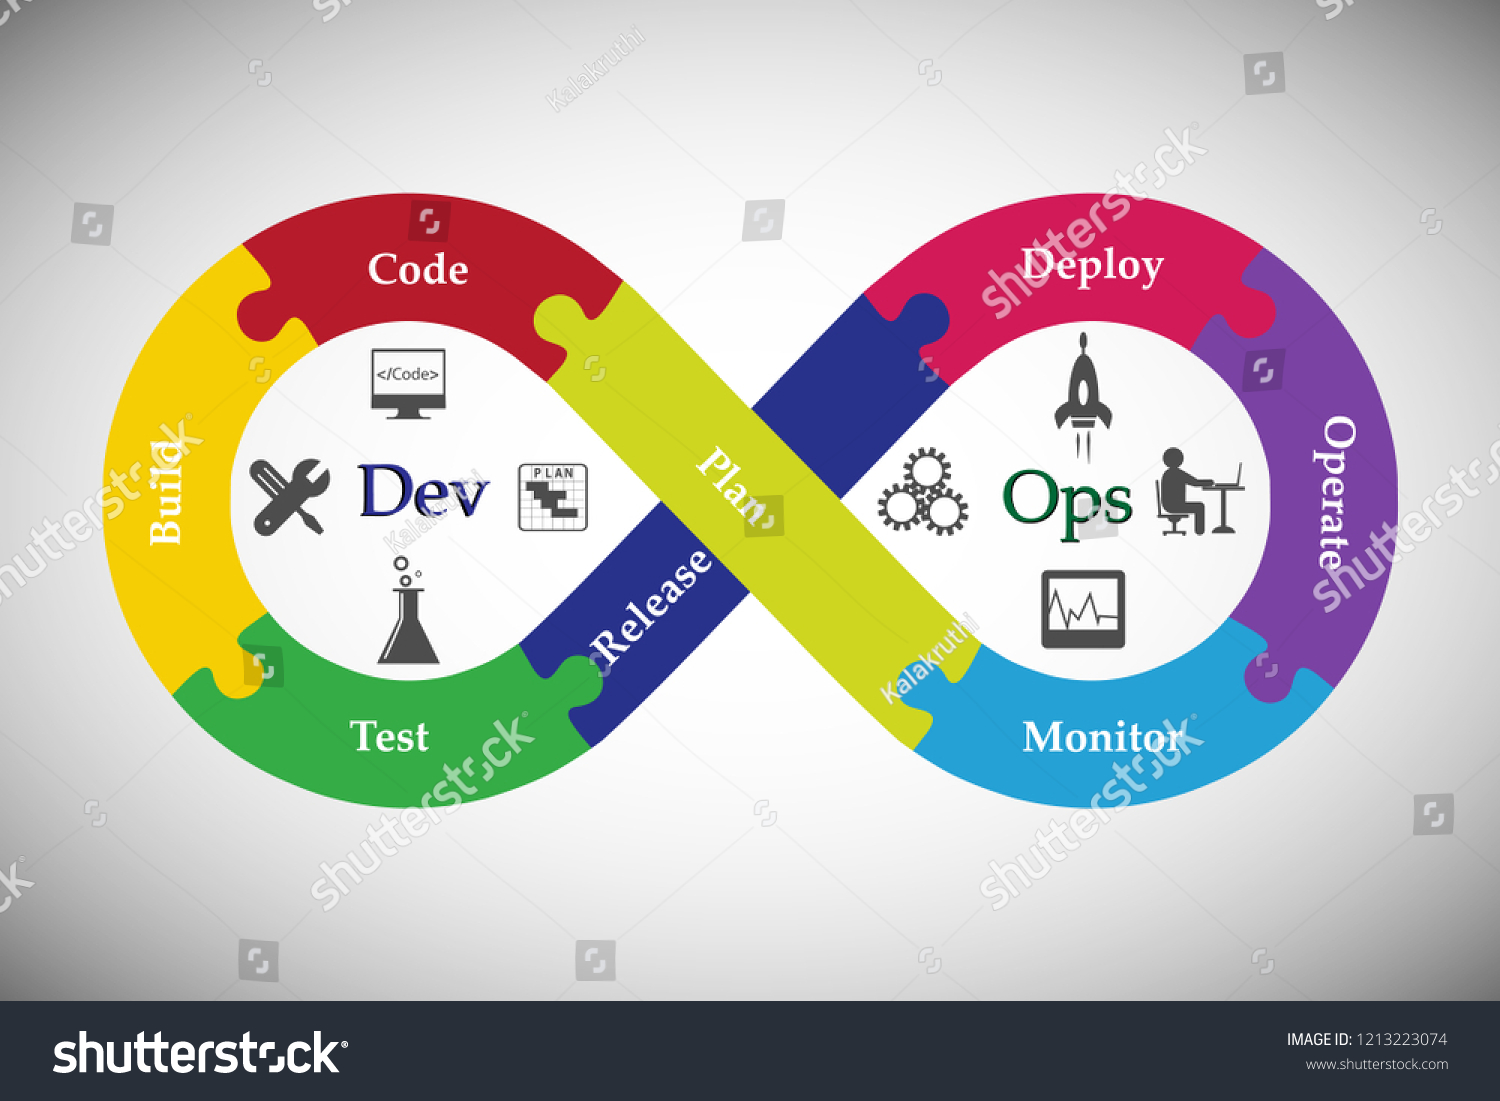 Code
Deploy
</Code>
PLAN
Build
Dev
Plan
Ops
Operate
Release
Test
Monitor
Kalakruthi
Kalakruthi
Kalakruthi
shutterstock
shutterstock
shutterstock
shutterstock
shutterstock
shutterstock
IMAGE ID: 1213223074
www.shutterstock.com